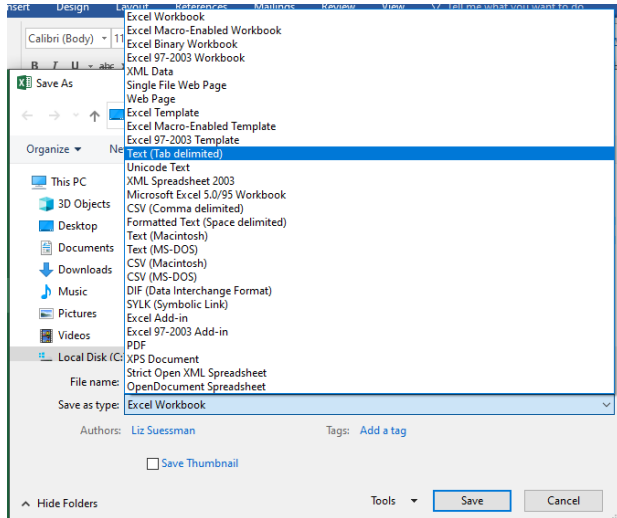 nsert Design Layout References Mailings Review View Tell me what you want to do
Calibri (Body) 11
B I U abc
Save As
Organize Ne
This PC
3D Objects
Desktop
Documents
Downloads
Music
Pictures
Videos
Local Disk (C:
Excel Workbook
Excel Macro-Enabled Workbook
Excel Binary Workbook
Excel 97-2003 Workbook
XML Data
Single File Web Page
Web Page
Excel Template
Excel Macro-Enabled Template
Excel 97-2003 Template
Text (Tab delimited)
Unicode Text
XML Spreadsheet 2003
Microsoft Excel 5.0/95 Workbook
CSV (Comma delimited)
Formatted Text (Space delimited)
Text (Macintosh)
Text (MS-DOS)
CSV (Macintosh)
CSV (MS-DOS)
DIF (Data Interchange Format)
SYLK (Symbolic Link)
Excel Add-in
Excel 97-2003 Add-in
PDF
XPS Document
Strict Open XML Spreadsheet
OpenDocument Spreadsheet
File name:
Save as type: Excel Workbook
Authors: Liz Suessman Tags: Add a tag
Save Thumbnail
Hide Folders Tools Save Cancel